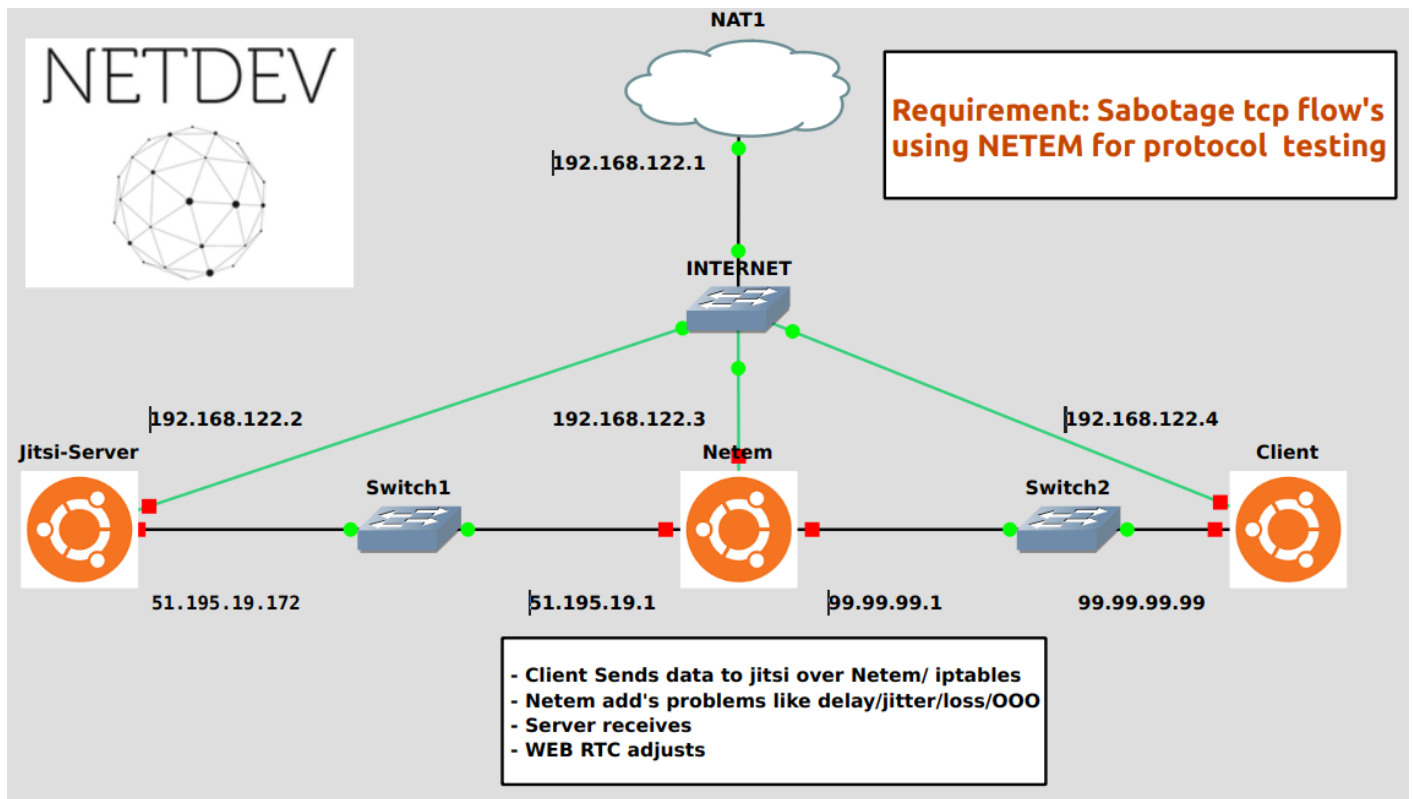 NAT1
NETDEV
Requirement: Sabotage tcp flow's
using NETEM for protocol testing
192.168.122.1
INTERNET
192.168.122.2
192.168.122.3
192.168.122.4
Jitsi-Server
Netem
Client
Switch1
Switch2
51.195.19.172
51.195.19.1
99.99.99.1
99.99.99.99
- Client Sends data to jitsi over Netem/ iptables
- Netem add's problems like delay/jitter/loss/OOO
- Server receives
- WEB RTC adjusts